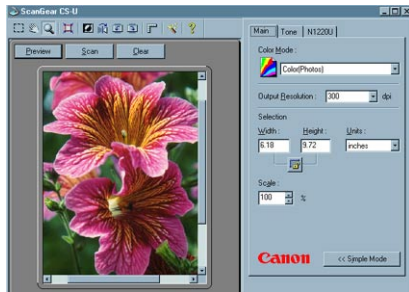 ScanGear CS-U
Preview Scan Clear
Main Tone N1220U
Color Mode :
Color(Photos)
Output Resolution : 300 dpi
Selection
Width : Height : Units :
6.18 9.72 inches
Scale :
100 %
Canon << Simple Mode